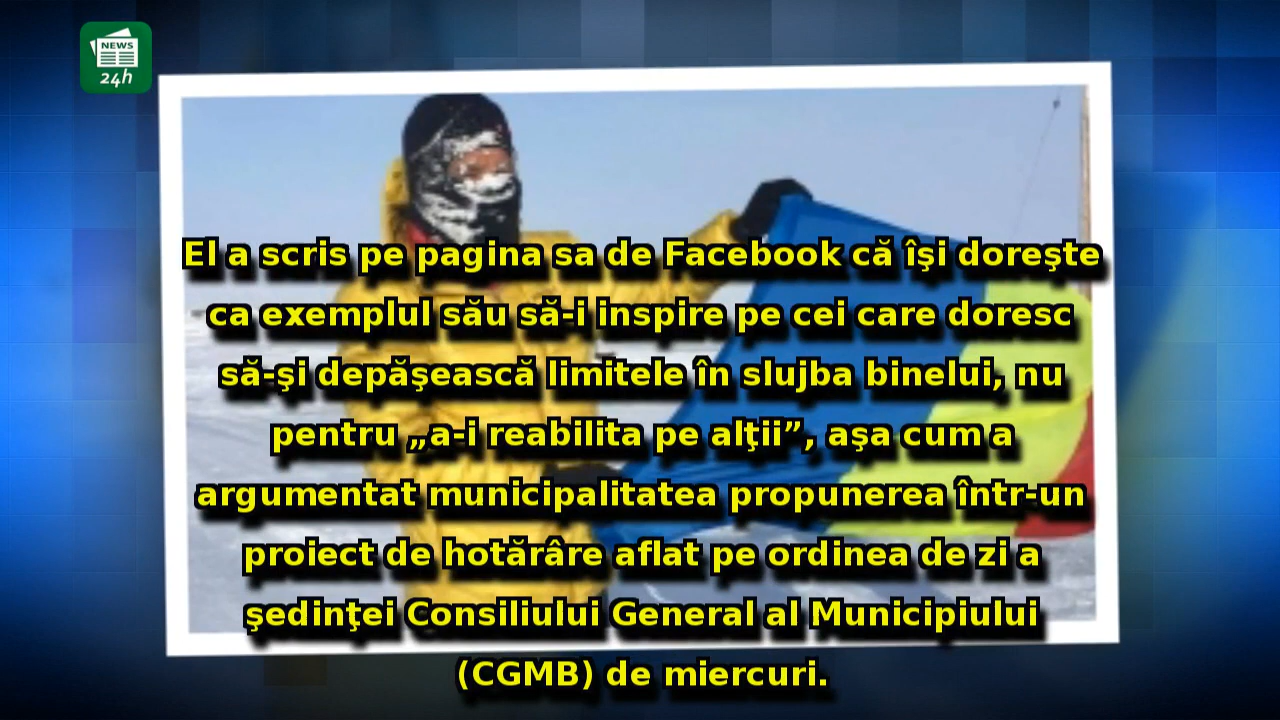 NEWS
24h
El a scris pe pagina sa de Facebook că îşi doreşte
ca exemplul său să-i inspire pe cei care doresc
să-şi depăşească limitele în slujba binelui, nu
pentru „a-i reabilita pe alţii”, aşa cum a
argumentat municipalitatea propunerea într-un
proiect de hotărâre aflat pe ordinea de zi a
şedinţei Consiliului General al Municipiului
(CGMB) de miercuri.